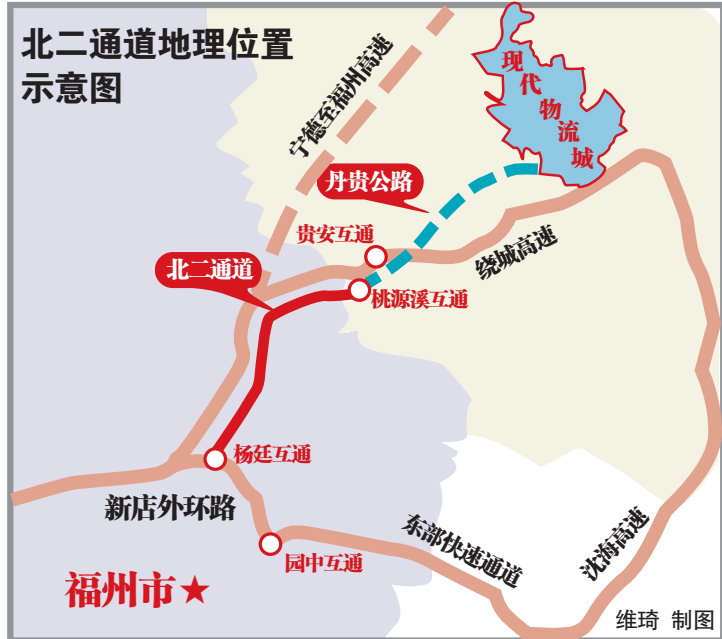 北二通道地理位置
示意图
宁德至福州高速
现代物流城
丹贵公路
贵安互通
绕城高速
北二通道
桃源溪互通
杨廷互通
新店外环路
东部快速通道
沈海高速
园中互通
福州市★
维琦 制图